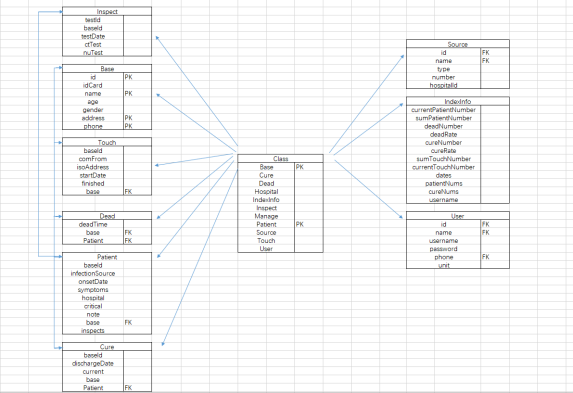 Inspect
testId
baseId
testDate
ctTest
nuTest
Base
id PK
idCard
name PK
age
gender
address PK
phone PK
Touch
baseId
comFrom
isoAddress
startDate
finished
base FK
Dead
deadTime
base FK
Patient FK
Patient
baseId
infectionSource
onsetDate
symptoms
hospital
critical
note
base FK
inspects
Cure
baseId
dischargeDate
current
base
Patient FK
Class
Base PK
Cure
Dead
Hospital
IndexInfo
Inspect
Manage
Patient PK
Source
Touch
User
Source
id FK
name FK
type
number
hospitalId
IndexInfo
currentPatientNumber
sumPatientNumber
deadNumber
deadRate
cureNumber
cureRate
sumTouchNumber
currentTouchNumber
dates
patientNums
cureNums
username
User
id FK
name FK
username
password
phone FK
unit